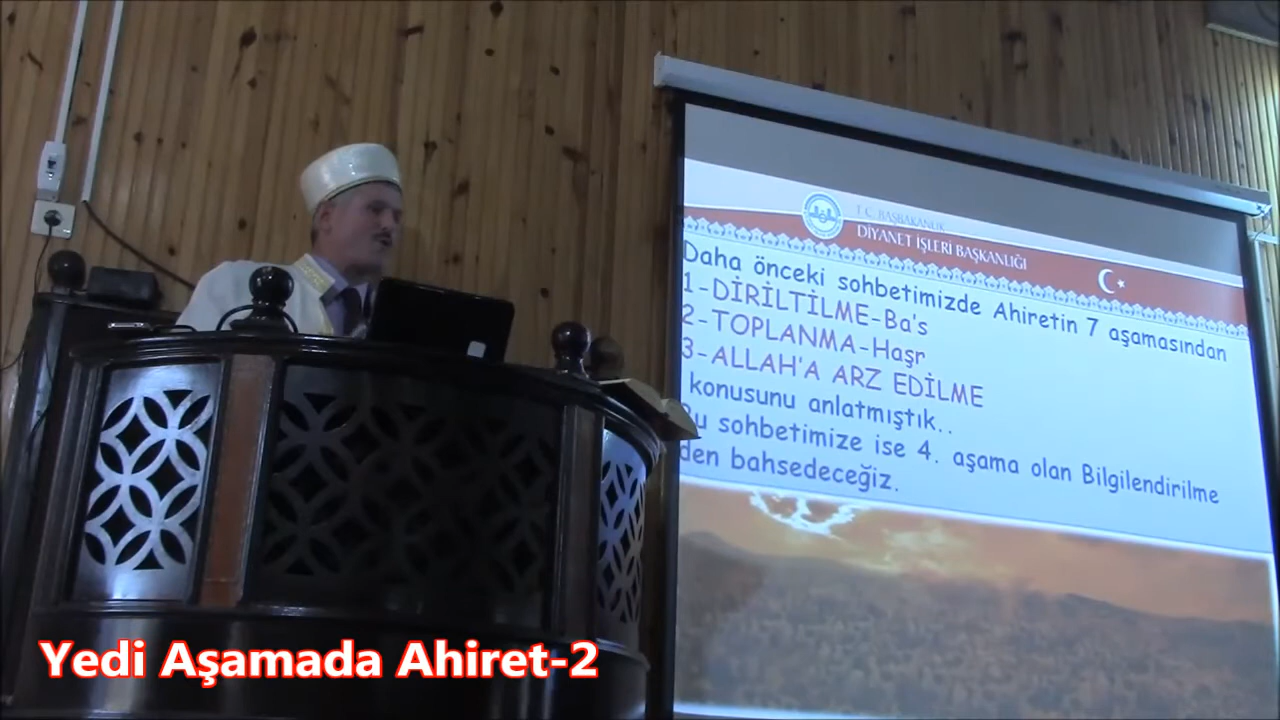 T.C. BAŞBAKANLIK
DİYANET İŞLERİ BAŞKANLIĞI
Daha önceki sohbetimizde Ahiretin 7 aşamasından
1-DİRİLTİLME-Ba's
2-TOPLANMA-Haşr
3-ALLAH'A ARZ EDİLME
konusunu anlatmıştık..
Bu sohbetimize ise 4. aşama olan Bilgilendirilme
den bahsedeceğiz.
Yedi Aşamada Ahiret-2